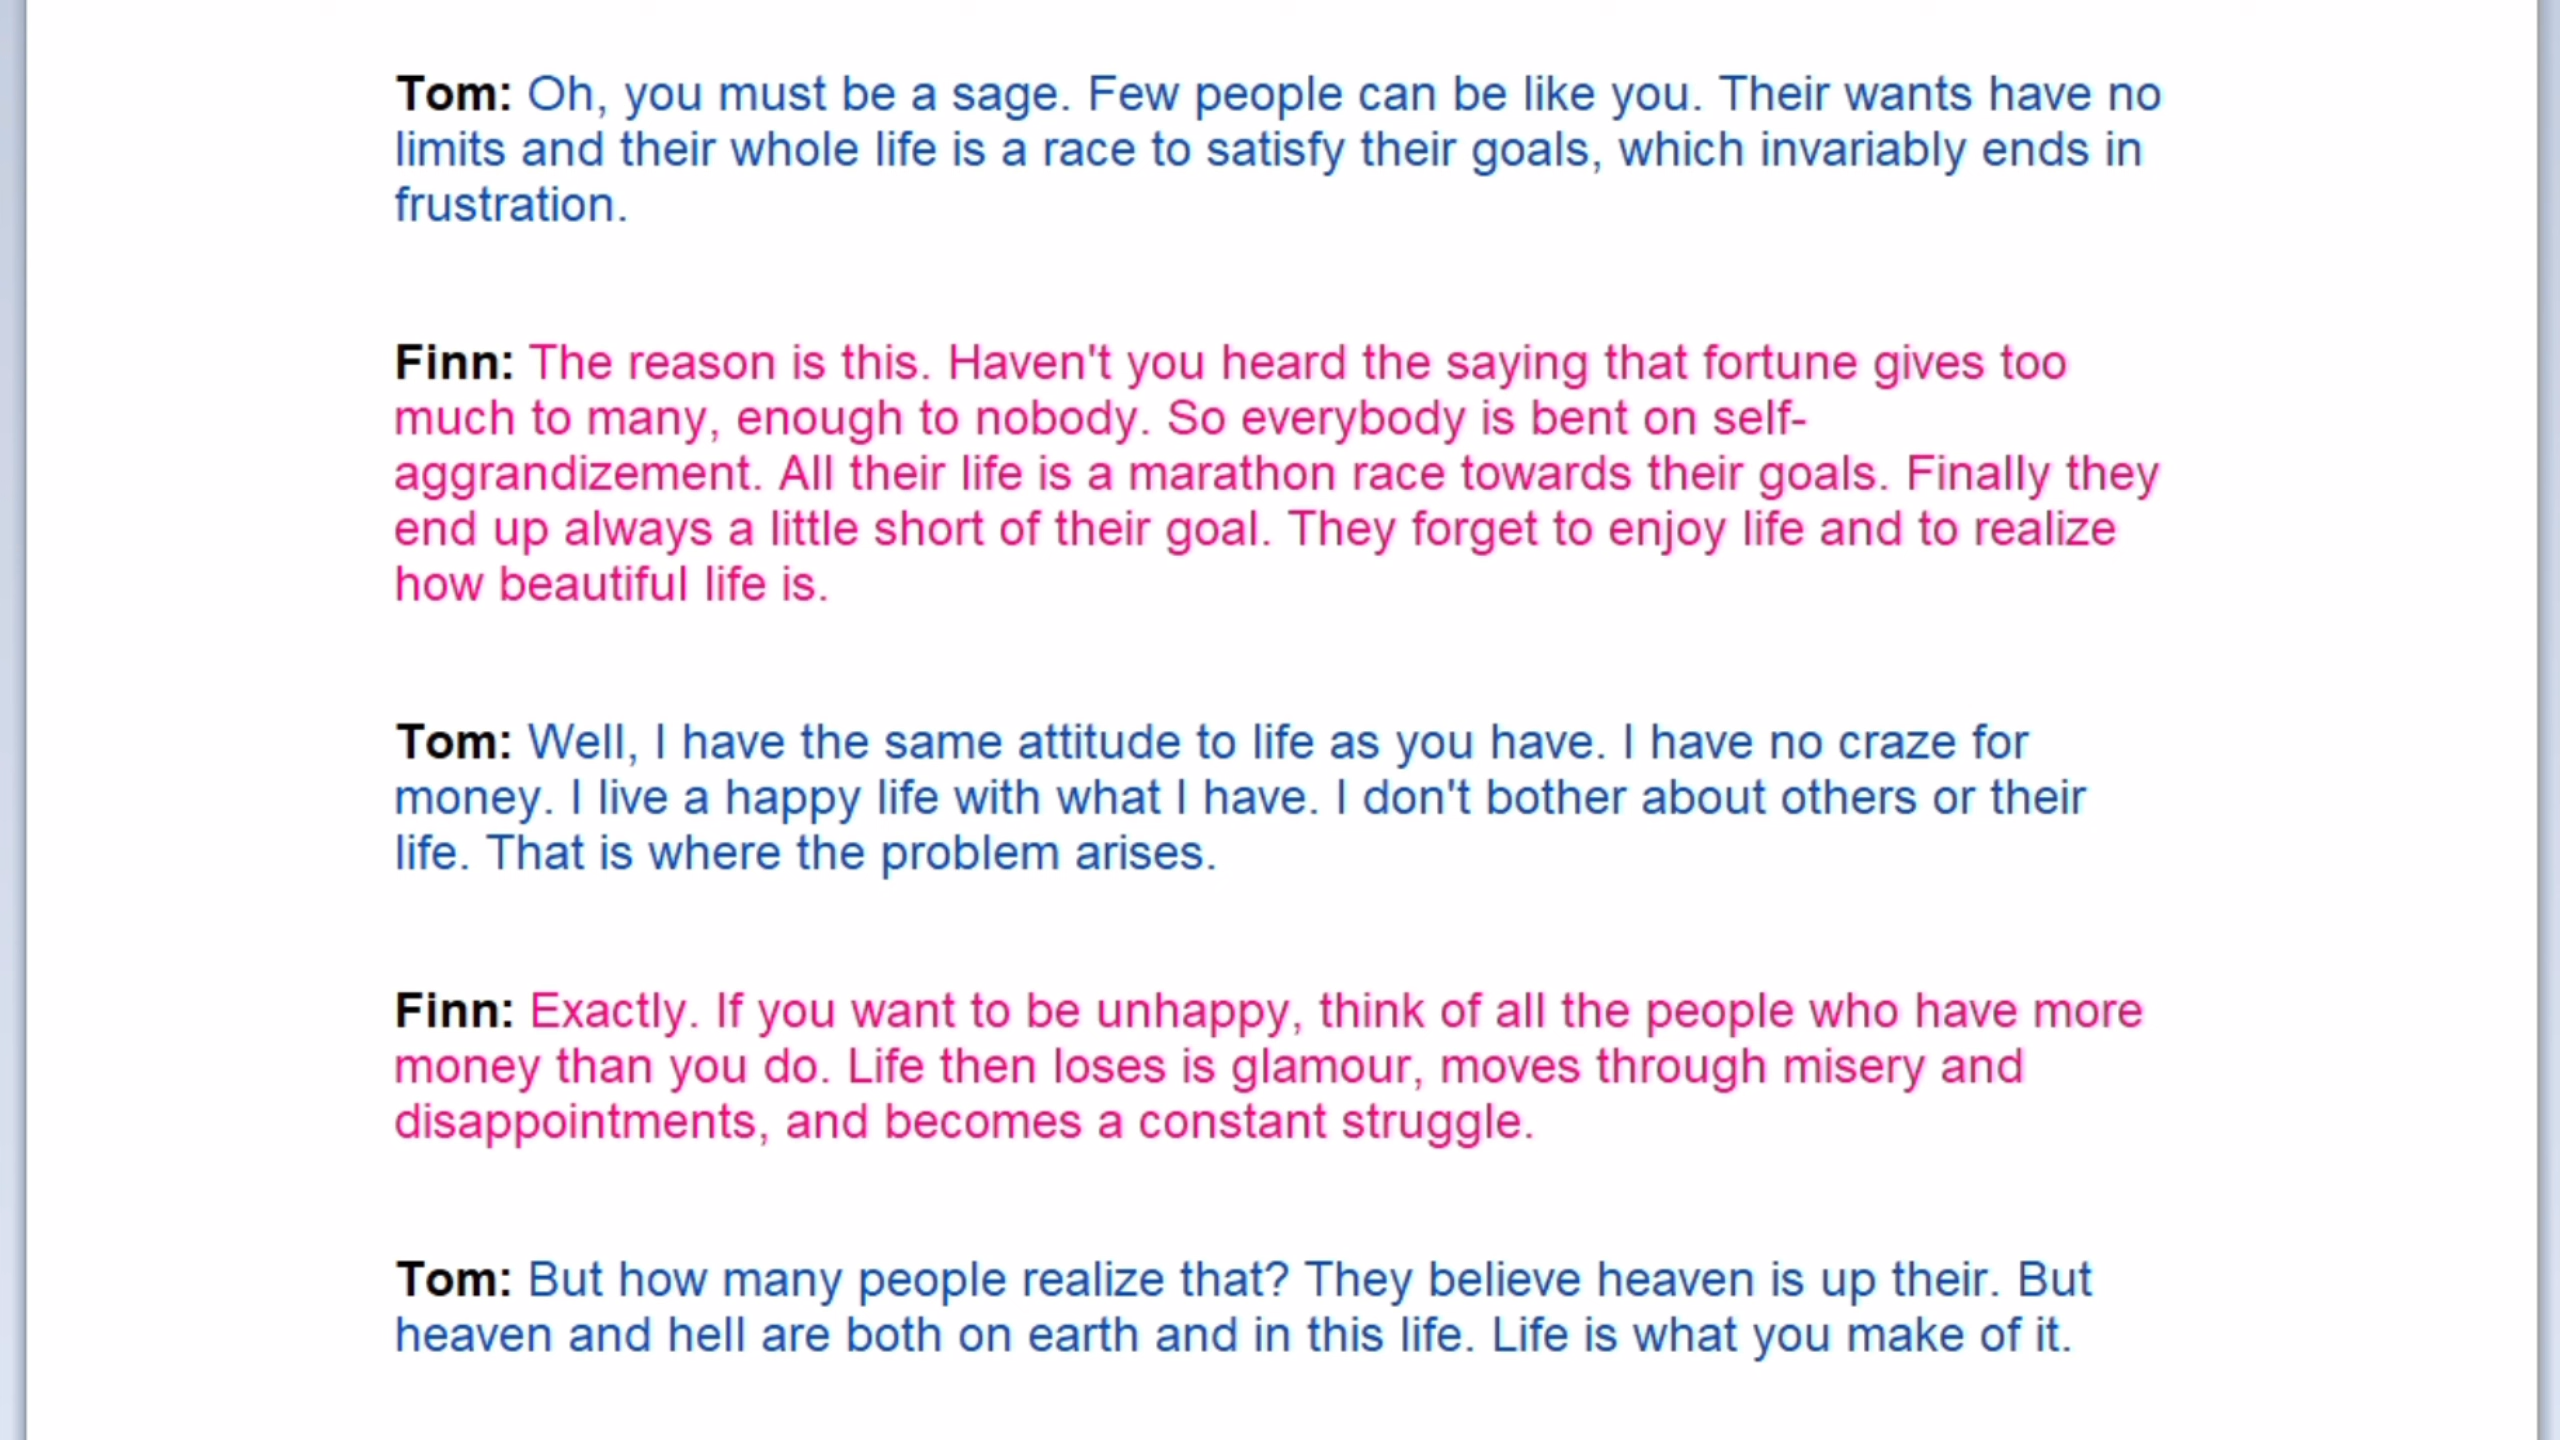 Tom: Oh, you must be a sage. Few people can be like you. Their wants have no
limits and their whole life is a race to satisfy their goals, which invariably ends in
frustration.
Finn: The reason is this. Haven't you heard the saying that fortune gives too
much to many, enough to nobody. So everybody is bent on self-
aggrandizement. All their life is a marathon race towards their goals. Finally they
end up always a little short of their goal. They forget to enjoy life and to realize
how beautiful life is.
Tom: Well, I have the same attitude to life as you have. I have no craze for
money. I live a happy life with what I have. I don't bother about others or their
life. That is where the problem arises.
Finn: Exactly. If you want to be unhappy, think of all the people who have more
money than you do. Life then loses is glamour, moves through misery and
disappointments, and becomes a constant struggle.
Tom: But how many people realize that? They believe heaven is up their. But
heaven and hell are both on earth and in this life. Life is what you make of it.